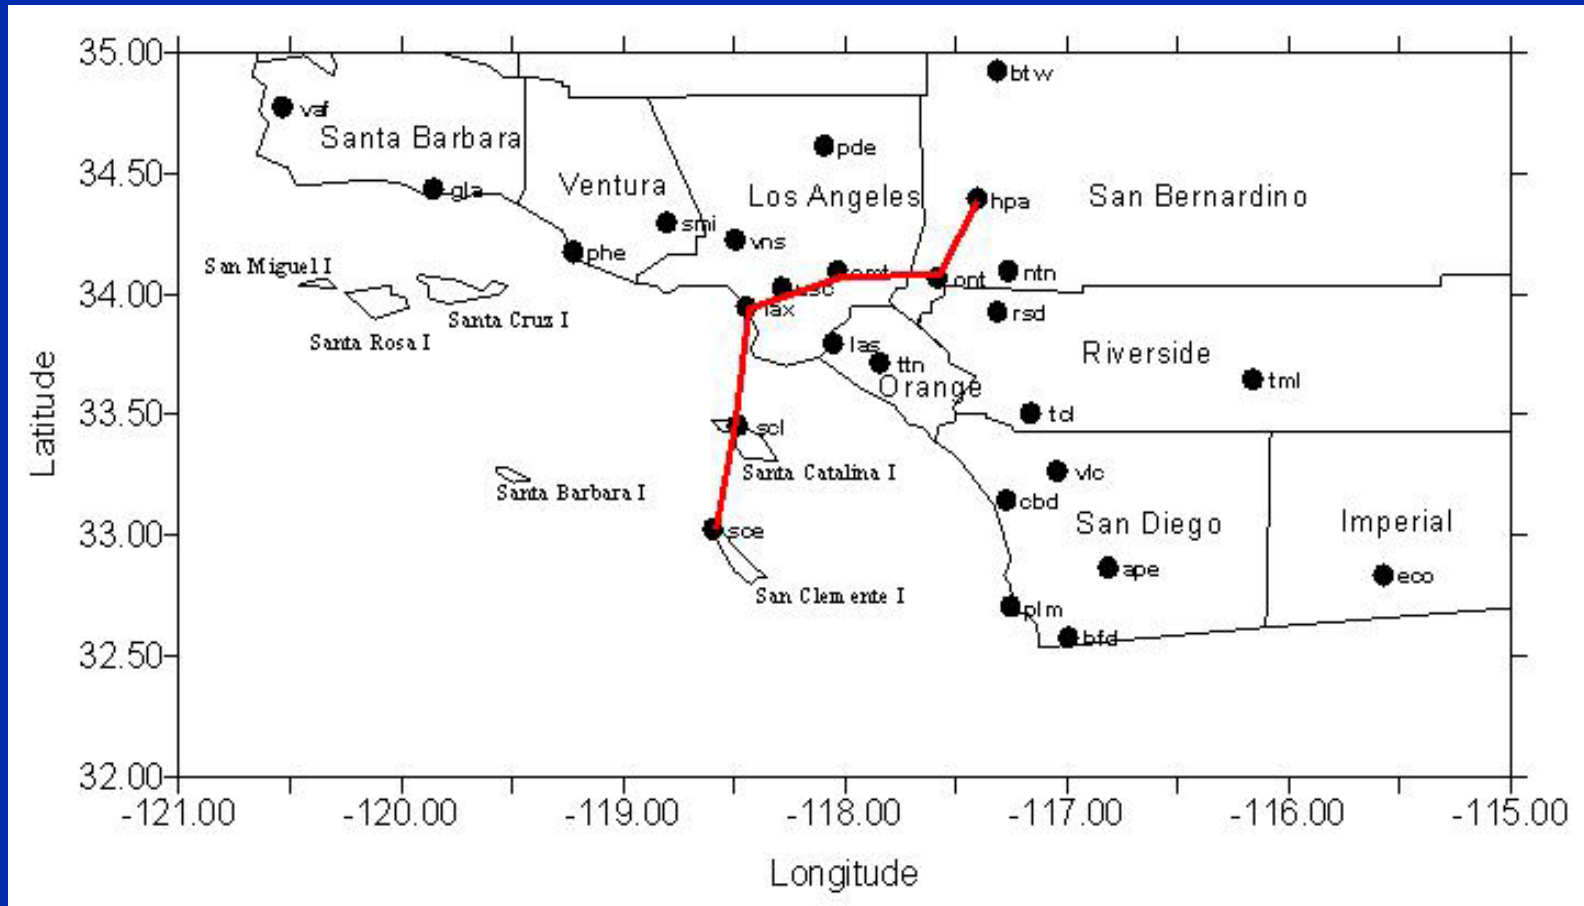 35.00
btw
vaf
Santa Barbara
pde
34.50
gla
Ventura
Los Angeles
hpa
San Bernardino
smi
vns
phe
San Miguel I
ont
ntn
34.00
Santa Cruz I
lax
rsd
Santa Rosa I
las
Riverside
ttn
Orange
tml
33.50
tcl
scl
Santa Catalina I
vlc
Santa Barbara I
cbd
San Diego
Imperial
33.00
sce
ape
eco
San Clemente I
plm
bfd
32.50
32.00
-121.00 -120.00 -119.00 -118.00 -117.00 -116.00 -115.00
Latitude
Longitude